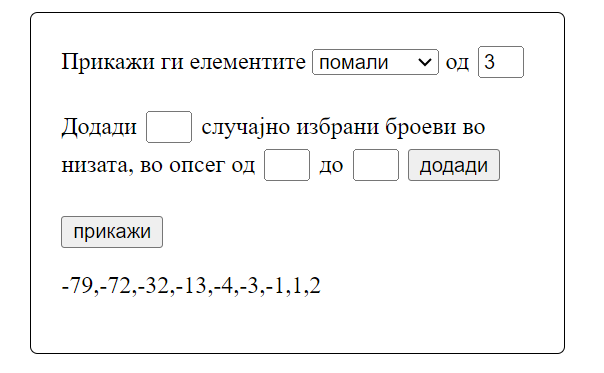 Прикажи ги елементите помали од 3
Додади случајно избрани броеви во
низата, во опсег од до додади
прикажи
-79,-72,-32,-13,-4,-3,-1,1,2